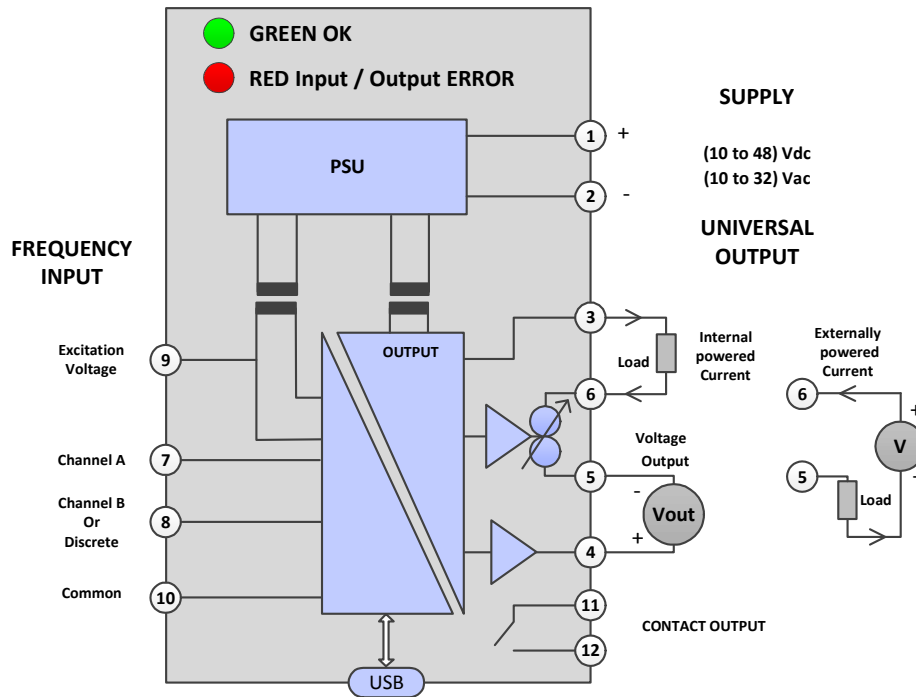 GREEN OK
RED Input / Output ERROR
SUPPLY
1
+
PSU
(10 to 48) Vdc
(10 to 32) Vac
2
-
UNIVERSAL
OUTPUT
FREQUENCY
INPUT
3
OUTPUT
Internal
powered
Current
Externally
powered
Current
Excitation
Voltage
9
Load
6
6
+
V
-
Channel A
7
Voltage
Output
5
5
-
Load
Channel B
Or
Discrete
8
Vout
+
4
Common
10
11
CONTACT OUTPUT
12
USB